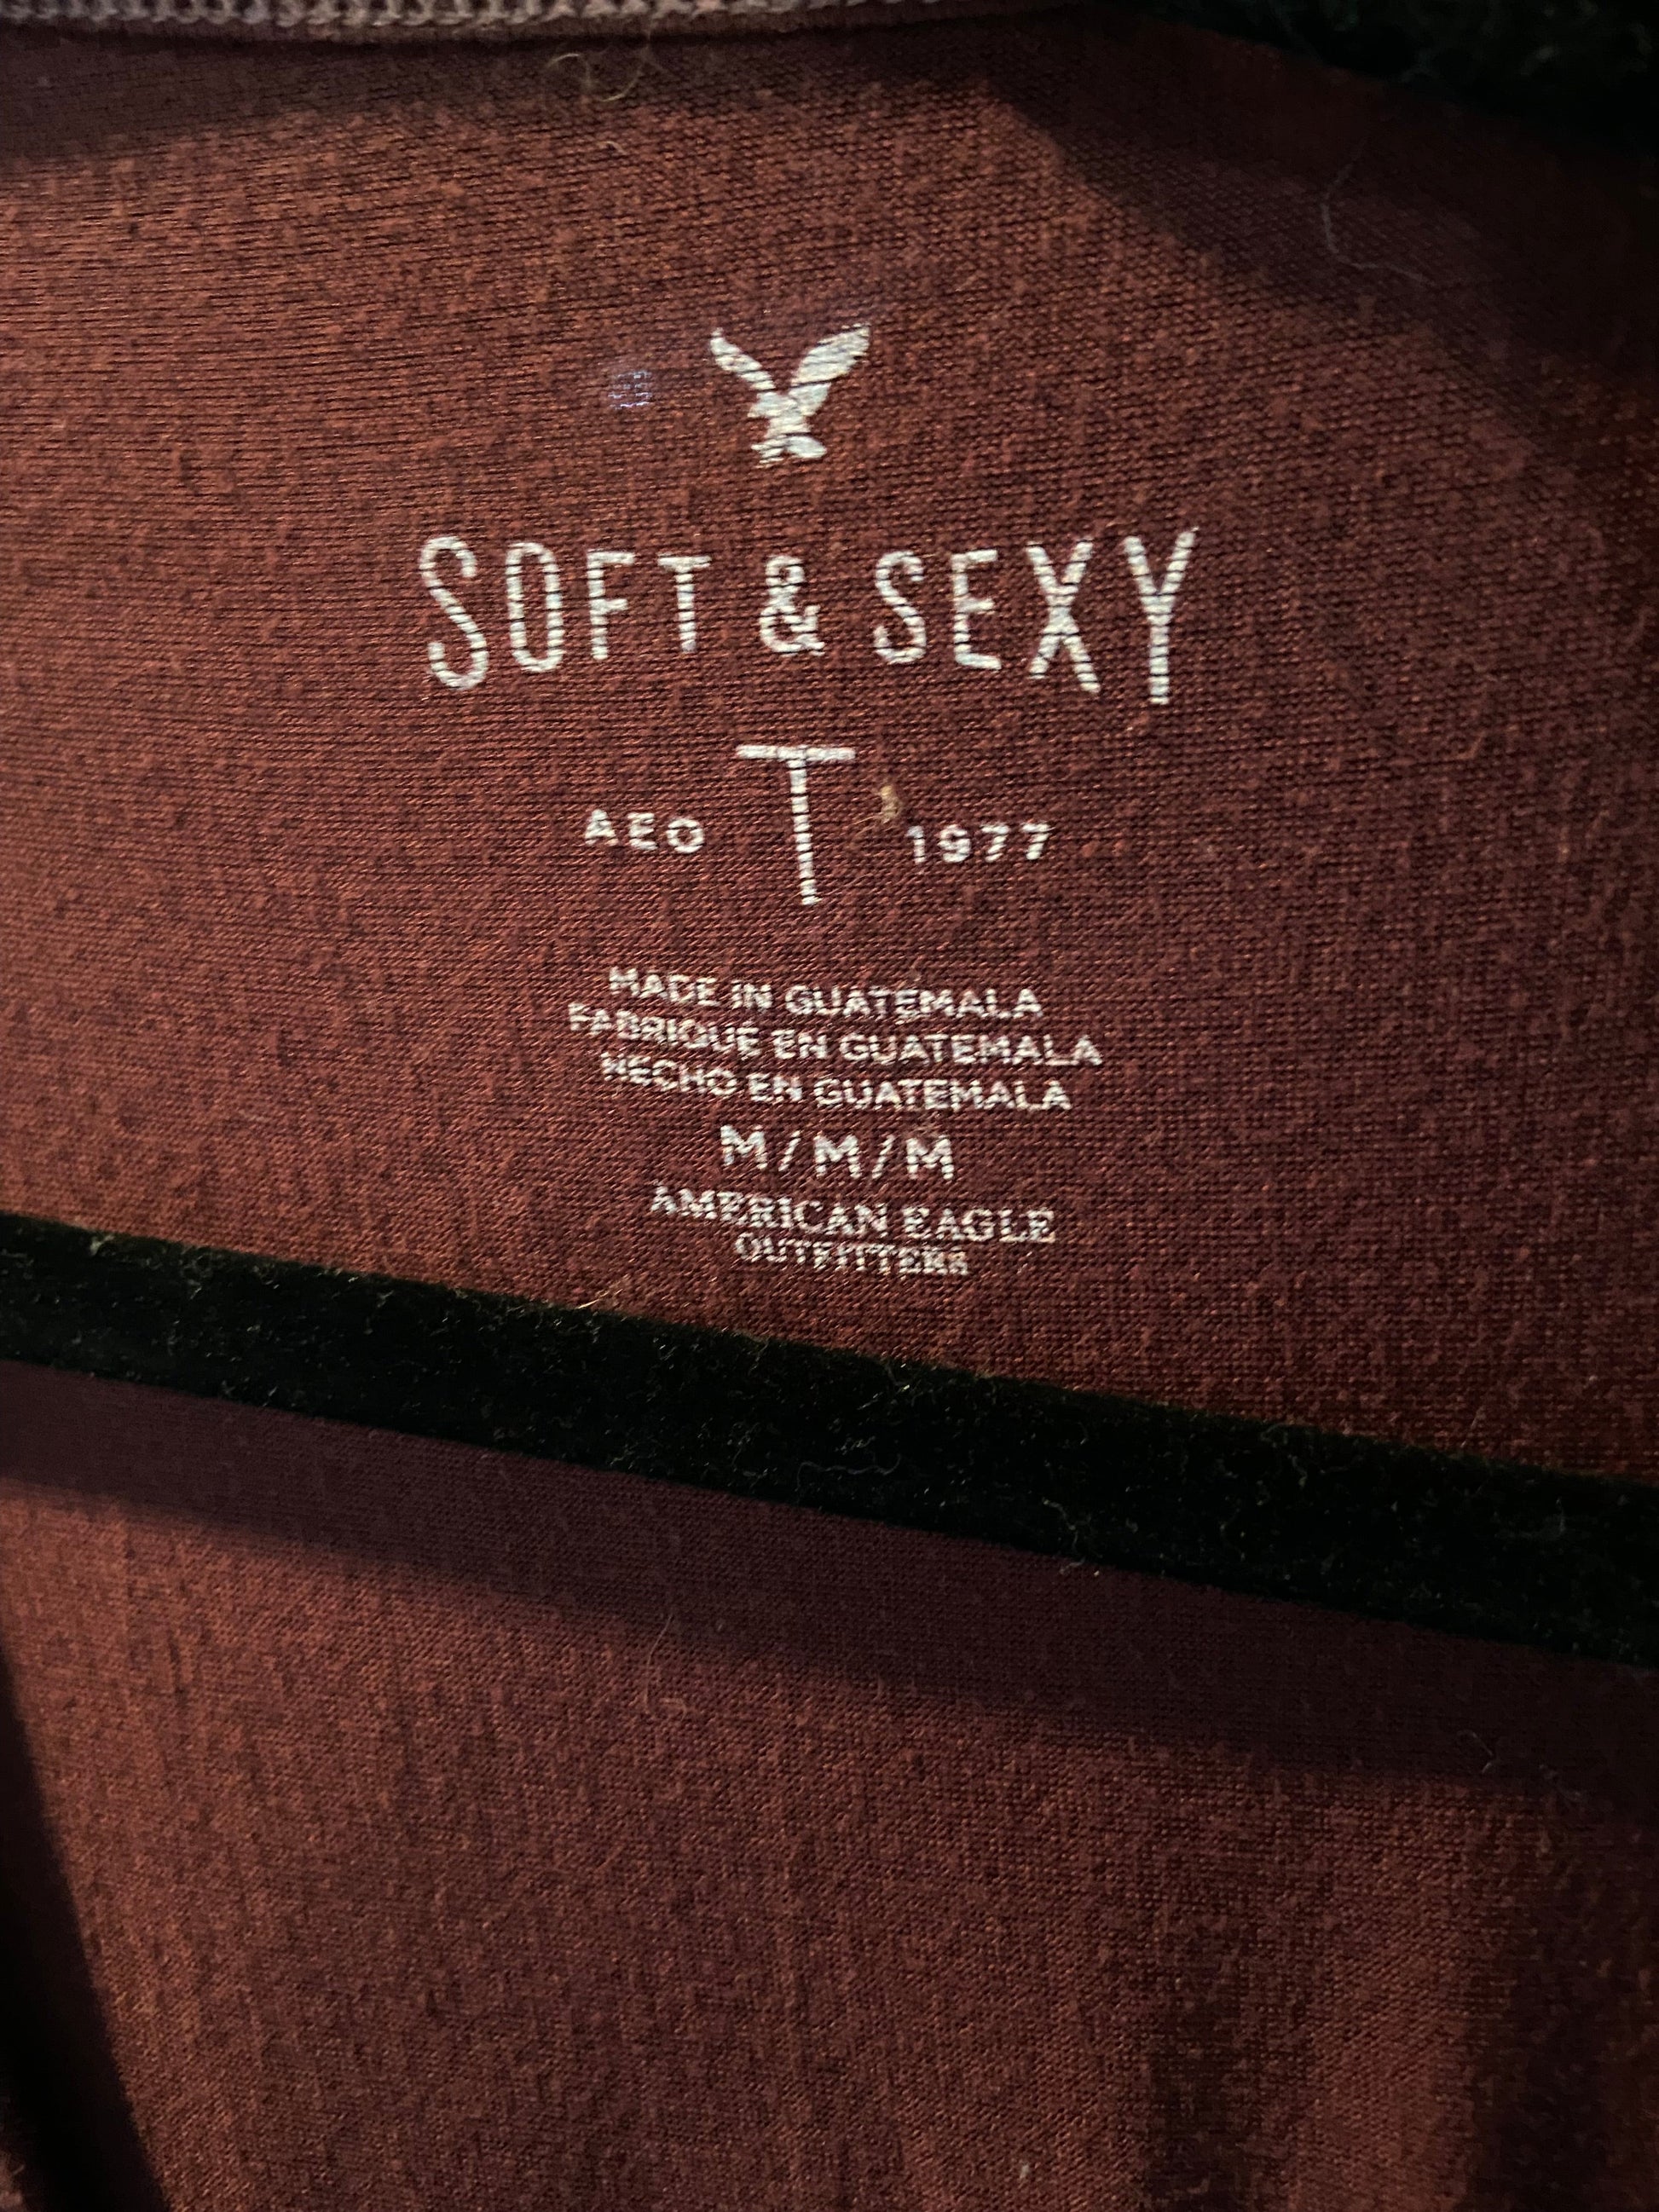 SOFT & SEXY
T
AEO 1977
MADE IN GUATEMALA
FABRIQUE EN GUATEMALA
HECHO EN GUATEMALA
M/M/M
AMERICAN EAGLE
OUTFITTERS